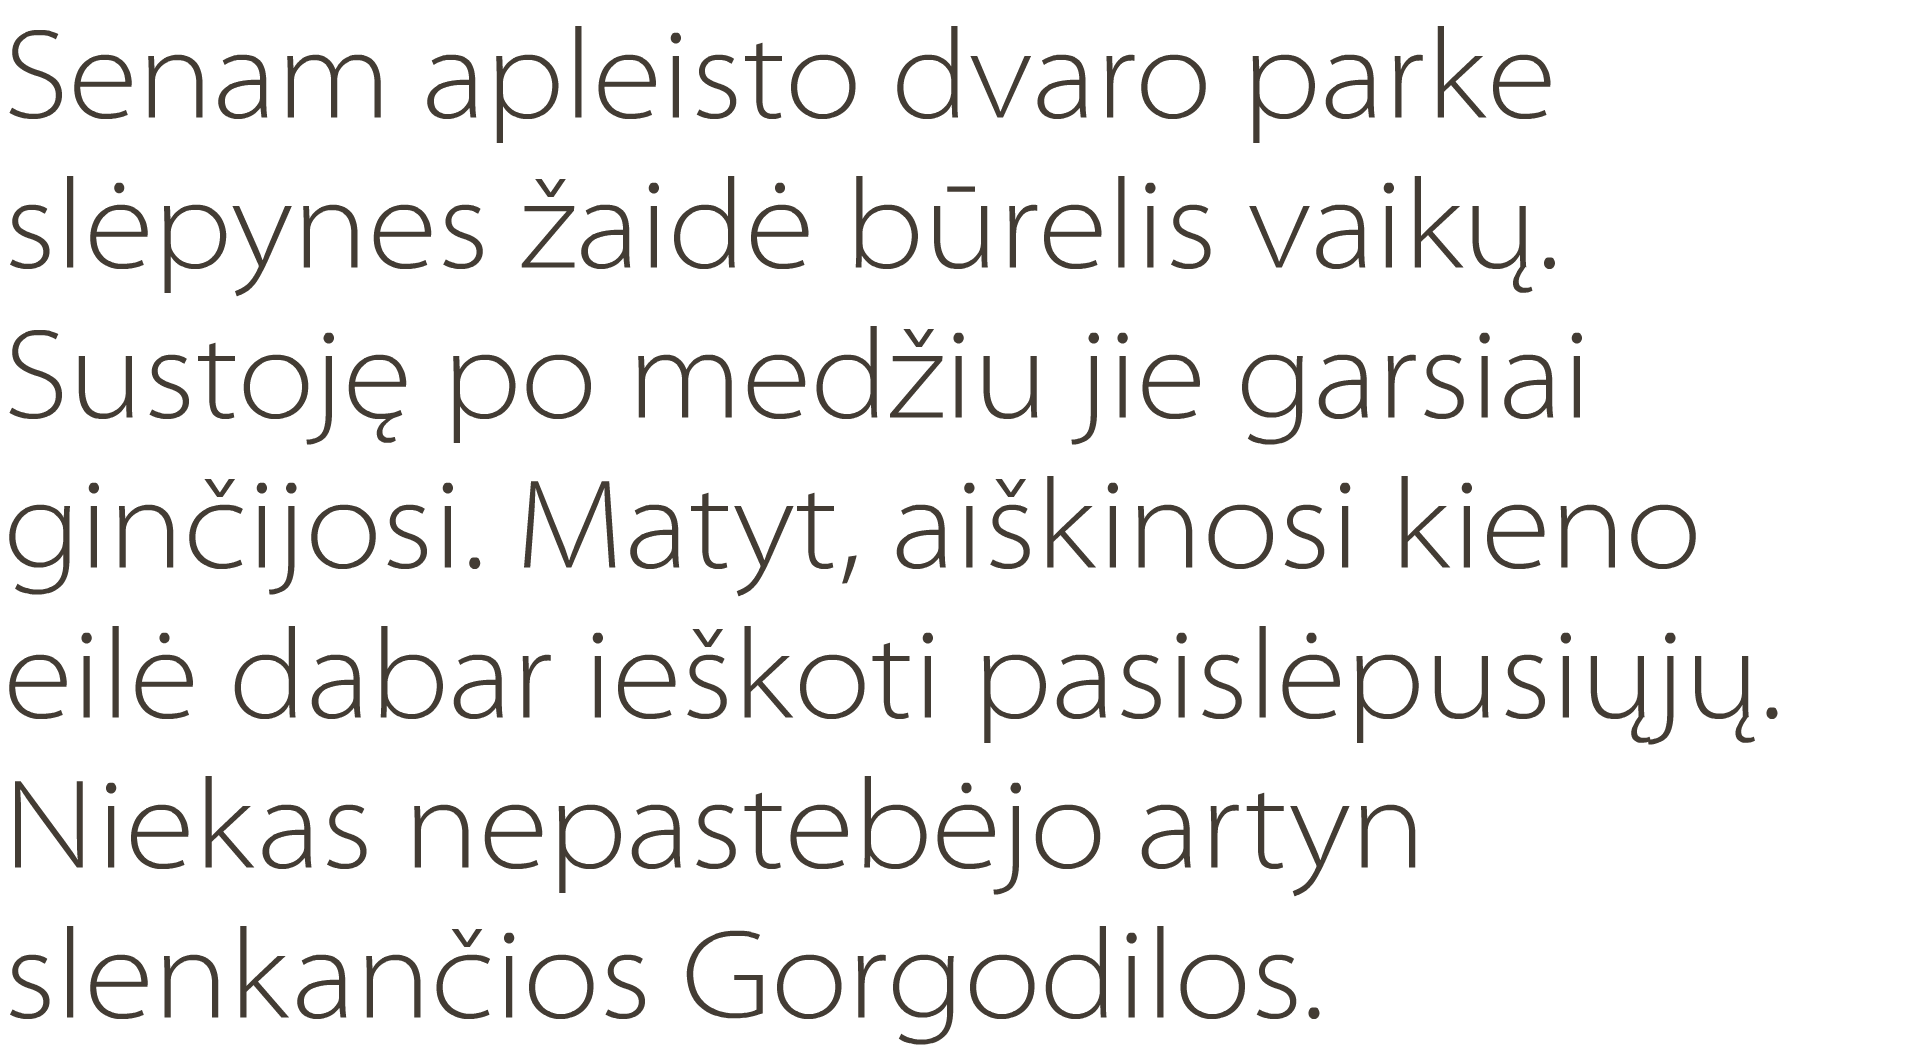 Senam apleisto dvaro parke
slėpynes žaidė būrelis vaikų.
Sustoję po medžiu jie garsiai
ginčijosi. Matyt, aiškinosi kieno
eilė dabar ieškoti pasislėpusiųjų.
Niekas nepastebėjo artyn
slenkančios Gorgodilos.